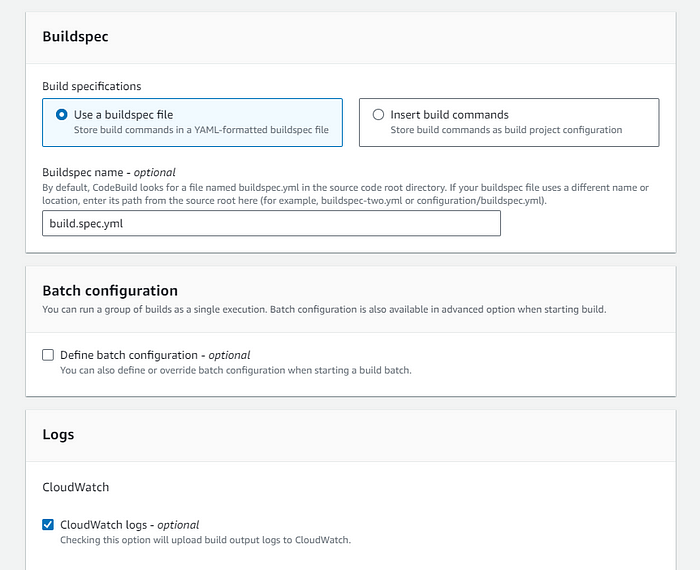 Buildspec
Build specifications
Use a buildspec file
Store build commands in a YAML-formatted buildspec file
Insert build commands
Store build commands as build project configuration
Buildspec name - optional
By default, CodeBuild looks for a file named buildspec.yml in the source code root directory. If your buildspec file uses a different name or
location, enter its path from the source root here (for example, buildspec-two.yml or configuration/buildspec.yml).
build.spec.yml
Batch configuration
You can run a group of builds as a single execution. Batch configuration is also available in advanced option when starting build.
Define batch configuration - optional
You can also define or override batch configuration when starting a build batch.
Logs
CloudWatch
CloudWatch logs - optional
Checking this option will upload build output logs to CloudWatch.